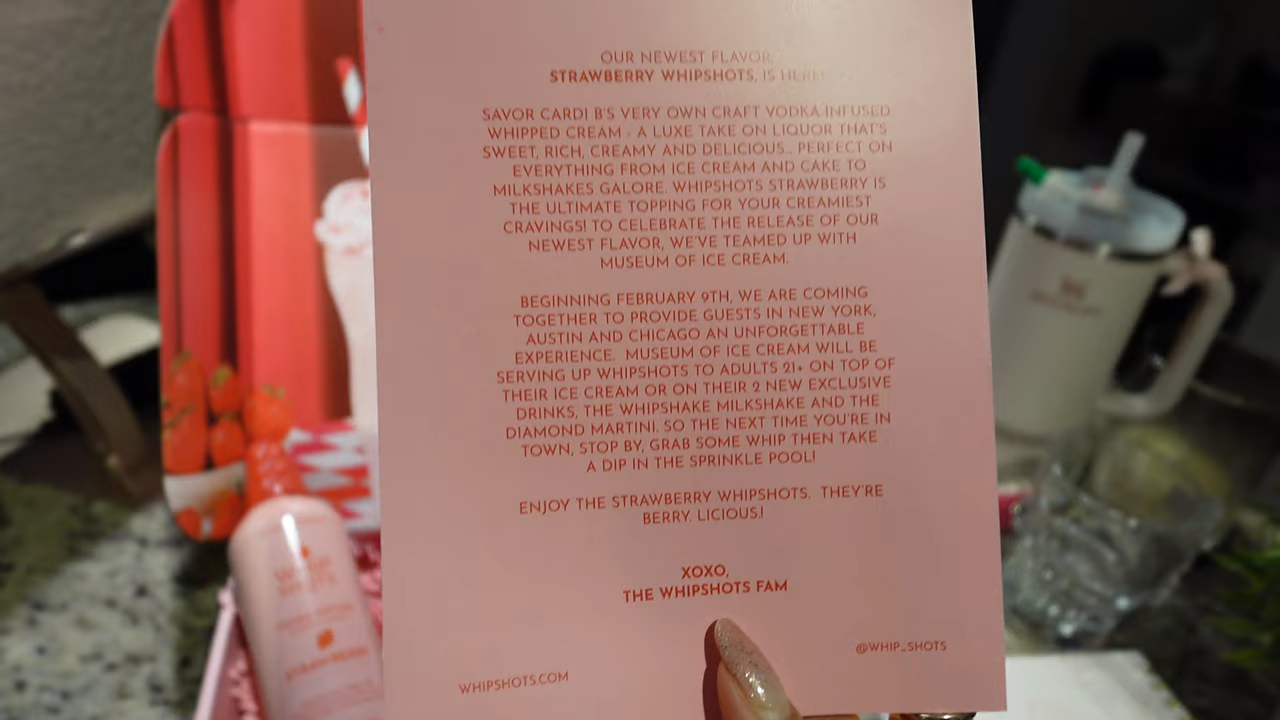 OUR NEWEST FLAVOR,
STRAWBERRY WHIPSHOTS, IS HERE!
SAVOR CARDI B'S VERY OWN CRAFT VODKA-INFUSED
WHIPPED CREAM - A LUXE TAKE ON LIQUOR THAT'S
SWEET, RICH, CREAMY AND DELICIOUS... PERFECT ON
EVERYTHING FROM ICE CREAM AND CAKE TO
MILKSHAKES GALORE. WHIPSHOTS STRAWBERRY IS
THE ULTIMATE TOPPING FOR YOUR CREAMIEST
CRAVINGS! TO CELEBRATE THE RELEASE OF OUR
NEWEST FLAVOR, WE'VE TEAMED UP WITH
MUSEUM OF ICE CREAM.
BEGINNING FEBRUARY 9TH, WE ARE COMING
TOGETHER TO PROVIDE GUESTS IN NEW YORK,
AUSTIN AND CHICAGO AN UNFORGETTABLE
EXPERIENCE. MUSEUM OF ICE CREAM WILL BE
SERVING UP WHIPSHOTS TO ADULTS 21+ ON TOP OF
THEIR ICE CREAM OR ON THEIR 2 NEW EXCLUSIVE
DRINKS, THE WHIPSHAKE MILKSHAKE AND THE
DIAMOND MARTINI. SO THE NEXT TIME YOU'RE IN
TOWN, STOP BY, GRAB SOME WHIP THEN TAKE
A DIP IN THE SPRINKLE POOL!
ENJOY THE STRAWBERRY WHIPSHOTS. THEY'RE
BERRY. LICIOUS!
XOXO,
THE WHIPSHOTS FAM
@WHIP_SHOTS
WHIPSHOTS.COM
WHIP
SHOTS
STRAWBERRY